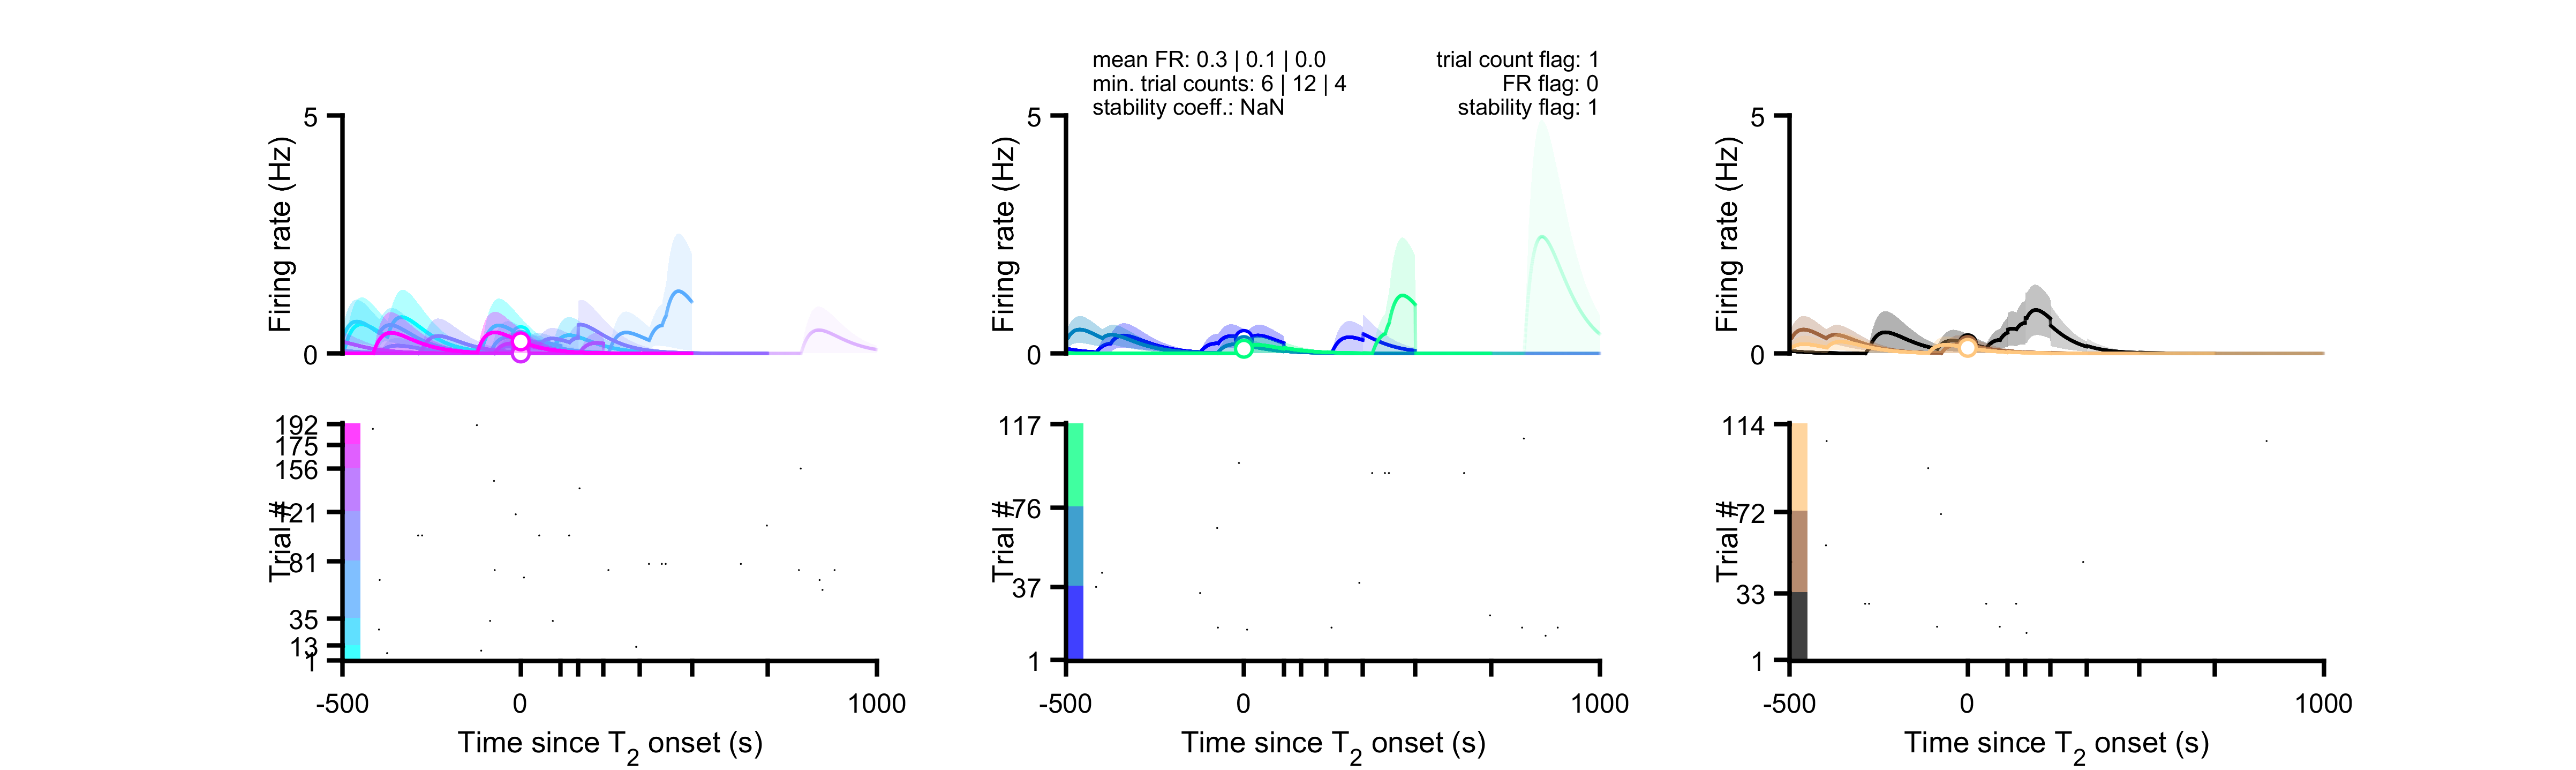 mean FR: 0.3 | 0.1 | 0.0
min. trial counts: 6 | 12 | 4
stability coeff.: NaN
trial count flag: 1
FR flag: 0
stability flag: 1
Firing rate (Hz)
5
0
Firing rate (Hz)
5
0
Firing rate (Hz)
5
0
Trial #
192
175
156
121
81
35
13
1
-500
0
1000
Time since T2 onset (s)
Trial #
117
76
37
1
-500
0
1000
Time since T2 onset (s)
Trial #
114
72
33
1
-500
0
1000
Time since T2 onset (s)